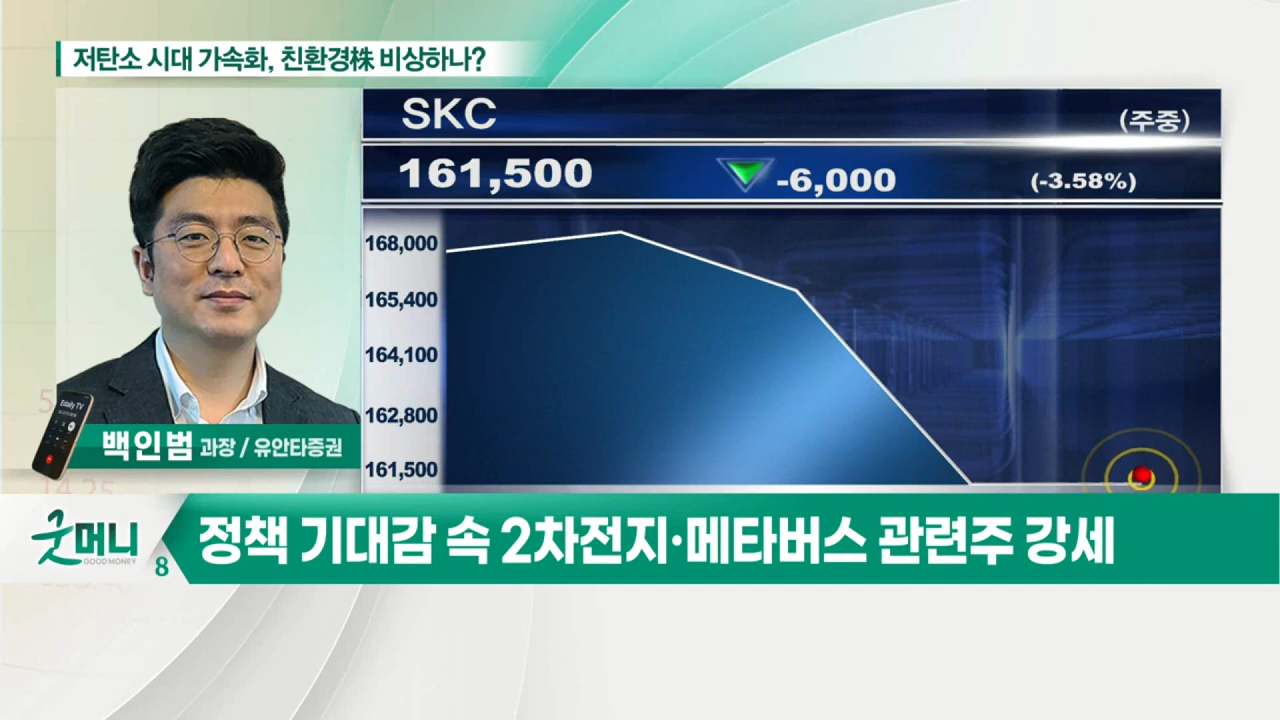 저탄소 시대 가속화, 친환경株 비상하나?
SKC
(주중)
161,500
-6,000
(-3.58%)
168,000
165,400
164,100
162,800
161,500
Edaily TV
백인범 과장 / 유안타증권
굿머니
GOOD MONEY
8
정책 기대감 속 2차전지·메타버스 관련주 강세